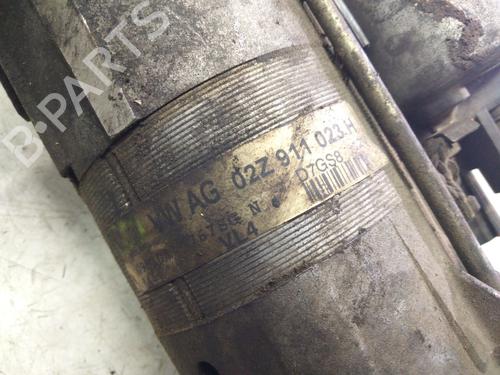 B-PARTS
VW AG 02Z 911 023.H
N D7GS8
VL4